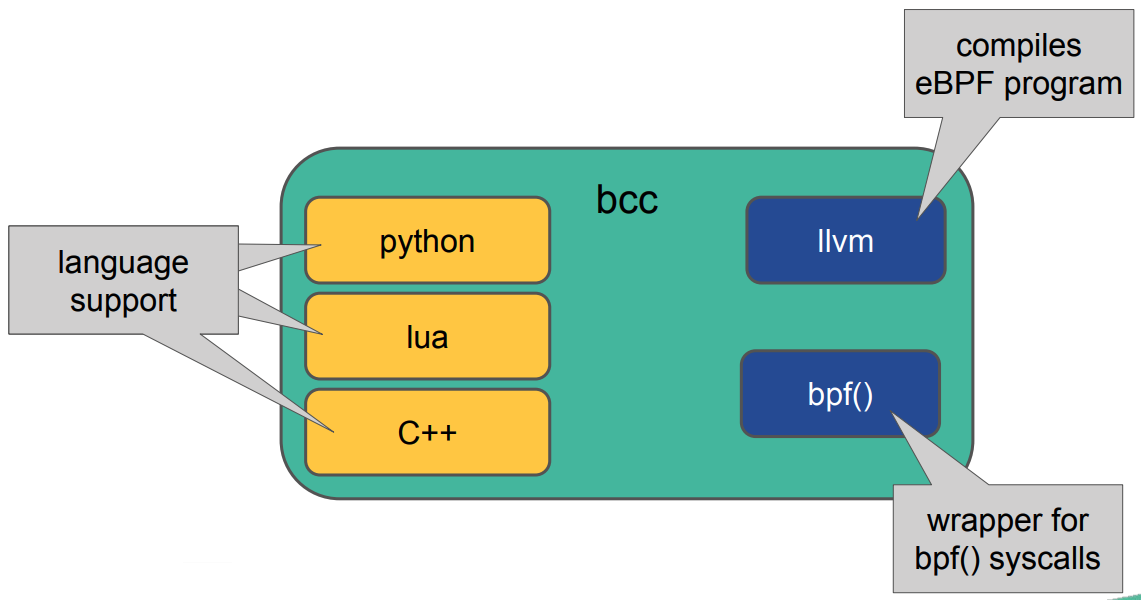 compiles
eBPF program
bcc
python
llvm
language
support
lua
bpf()
C++
wrapper for
bpf() syscalls